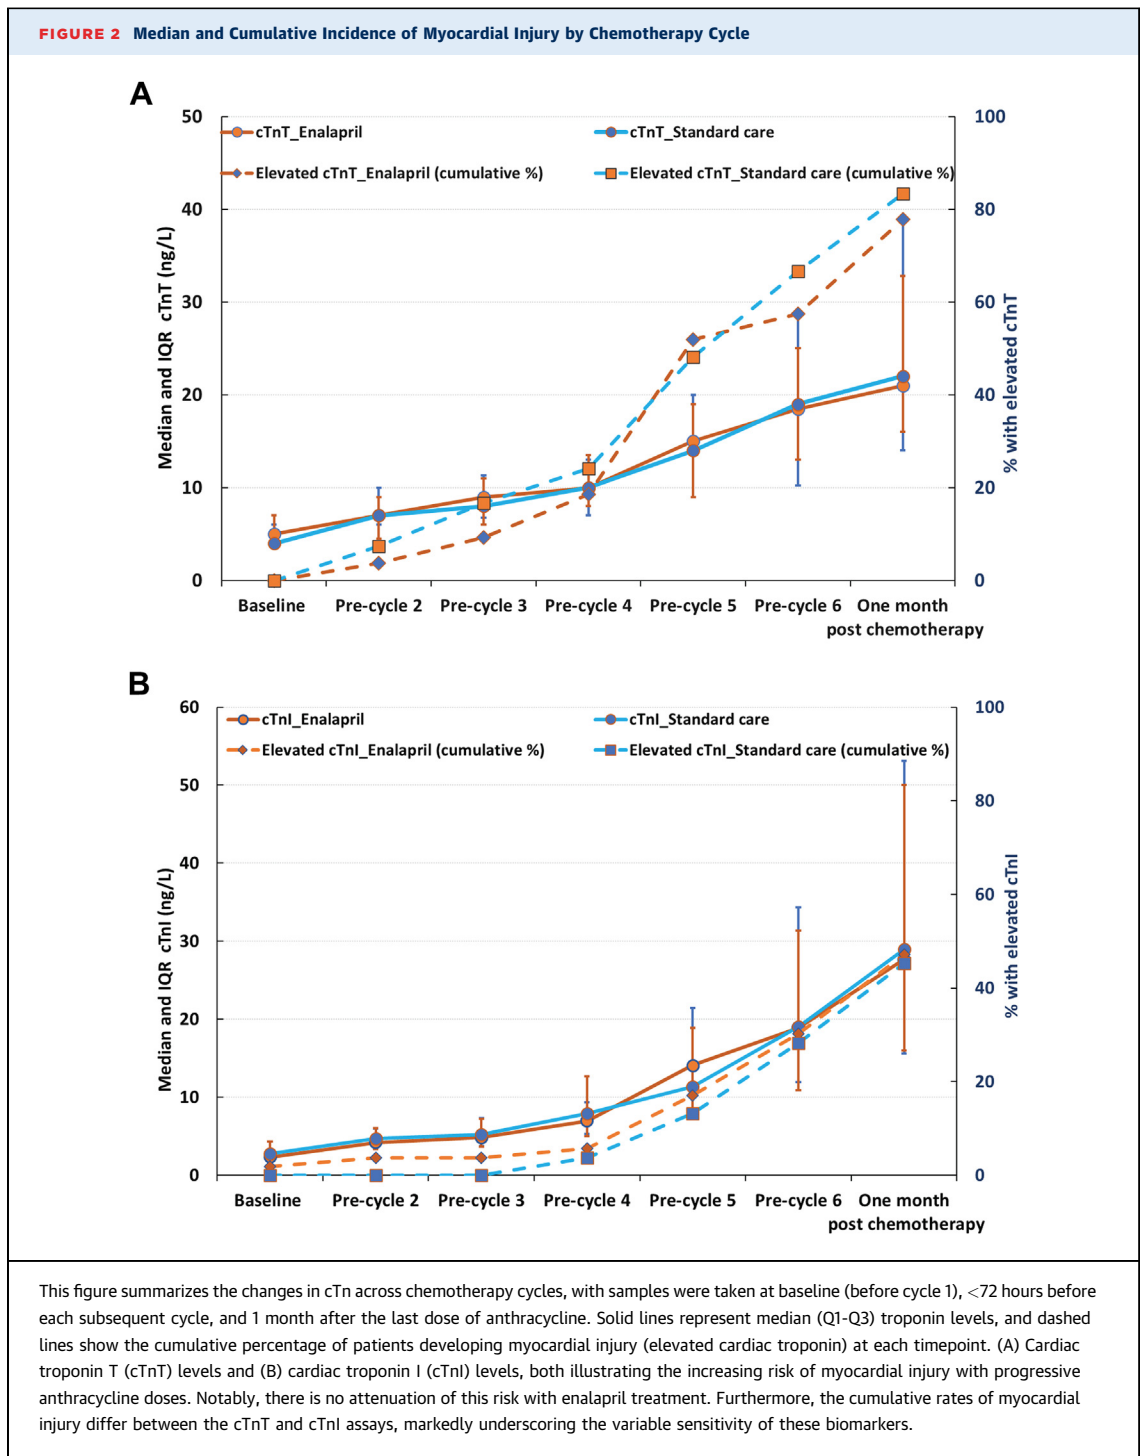 FIGURE 2 Median and Cumulative Incidence of Myocardial Injury by Chemotherapy Cycle
A
50
40
30
20
10
0
Median and IQR cTnT (ng/L)
cTnT_Enalapril
cTnT_Standard care
Elevated cTnT_Enalapril (cumulative %)
Elevated cTnT_Standard care (cumulative %)
100
80
60
40
20
0
% with elevated cTnT
Baseline Pre-cycle 2 Pre-cycle 3 Pre-cycle 4 Pre-cycle 5 Pre-cycle 6 One month
post chemotherapy
B
60
50
40
30
20
10
0
Median and IQR cTnI (ng/L)
cTnI_Enalapril
cTnI_Standard care
Elevated cTnI_Enalapril (cumulative %)
Elevated cTnI_Standard care (cumulative %)
100
80
60
40
20
0
% with elevated cTnI
Baseline Pre-cycle 2 Pre-cycle 3 Pre-cycle 4 Pre-cycle 5 Pre-cycle 6 One month
post chemotherapy
This figure summarizes the changes in cTn across chemotherapy cycles, with samples were taken at baseline (before cycle 1), <72 hours before
each subsequent cycle, and 1 month after the last dose of anthracycline. Solid lines represent median (Q1-Q3) troponin levels, and dashed
lines show the cumulative percentage of patients developing myocardial injury (elevated cardiac troponin) at each timepoint. (A) Cardiac
troponin T (cTnT) levels and (B) cardiac troponin I (cTnI) levels, both illustrating the increasing risk of myocardial injury with progressive
anthracycline doses. Notably, there is no attenuation of this risk with enalapril treatment. Furthermore, the cumulative rates of myocardial
injury differ between the cTnT and cTnI assays, markedly underscoring the variable sensitivity of these biomarkers.